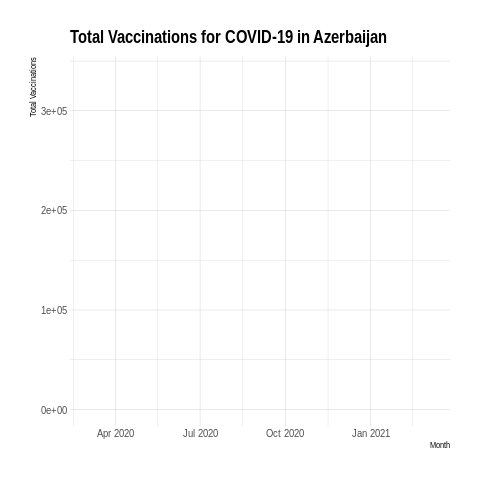 Total Vaccinations for COVID-19 in Azerbaijan
Total Vaccinations
3e+05
2e+05
1e+05
0e+00
Apr 2020
Jul 2020
Oct 2020
Jan 2021
Month